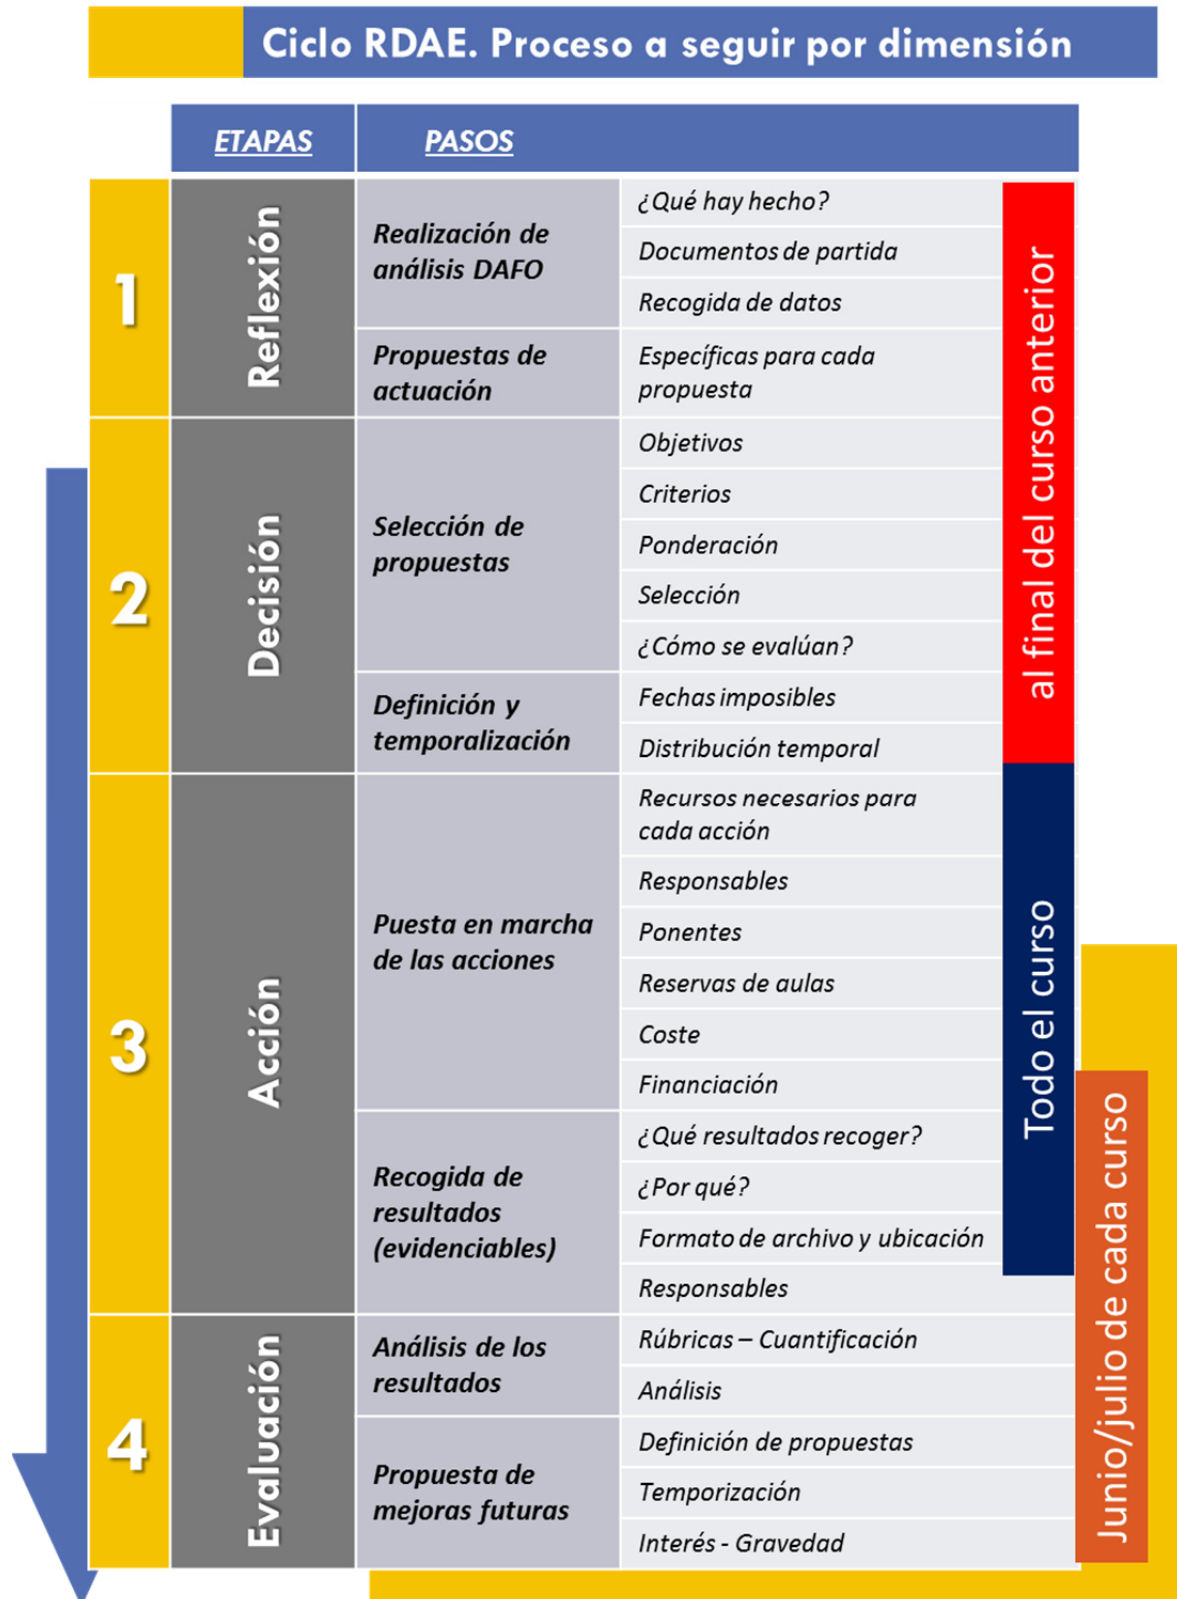 Ciclo RDAE. Proceso a seguir por dimensión
ETAPAS
PASOS
1
Reflexión
Realización de
análisis DAFO
¿Qué hay hecho?
Documentos de partida
Recogida de datos
Propuestas de
actuación
Específicas para cada
propuesta
2
Decisión
Selección de
propuestas
Objetivos
Criterios
Ponderación
Selección
¿Cómo se evalúan?
Definición y
temporalización
Fechas imposibles
Distribución temporal
al final del curso anterior
3
Acción
Puesta en marcha
de las acciones
Recursos necesarios para
cada acción
Responsables
Ponentes
Reservas de aulas
Coste
Financiación
Recogida de
resultados
(evidenciables)
¿Qué resultados recoger?
¿Por qué?
Formato de archivo y ubicación
Responsables
Todo el curso
4
Evaluación
Análisis de los
resultados
Rúbricas – Cuantificación
Análisis
Propuesta de
mejoras futuras
Definición de propuestas
Temporización
Interés - Gravedad
Junio/julio de cada curso